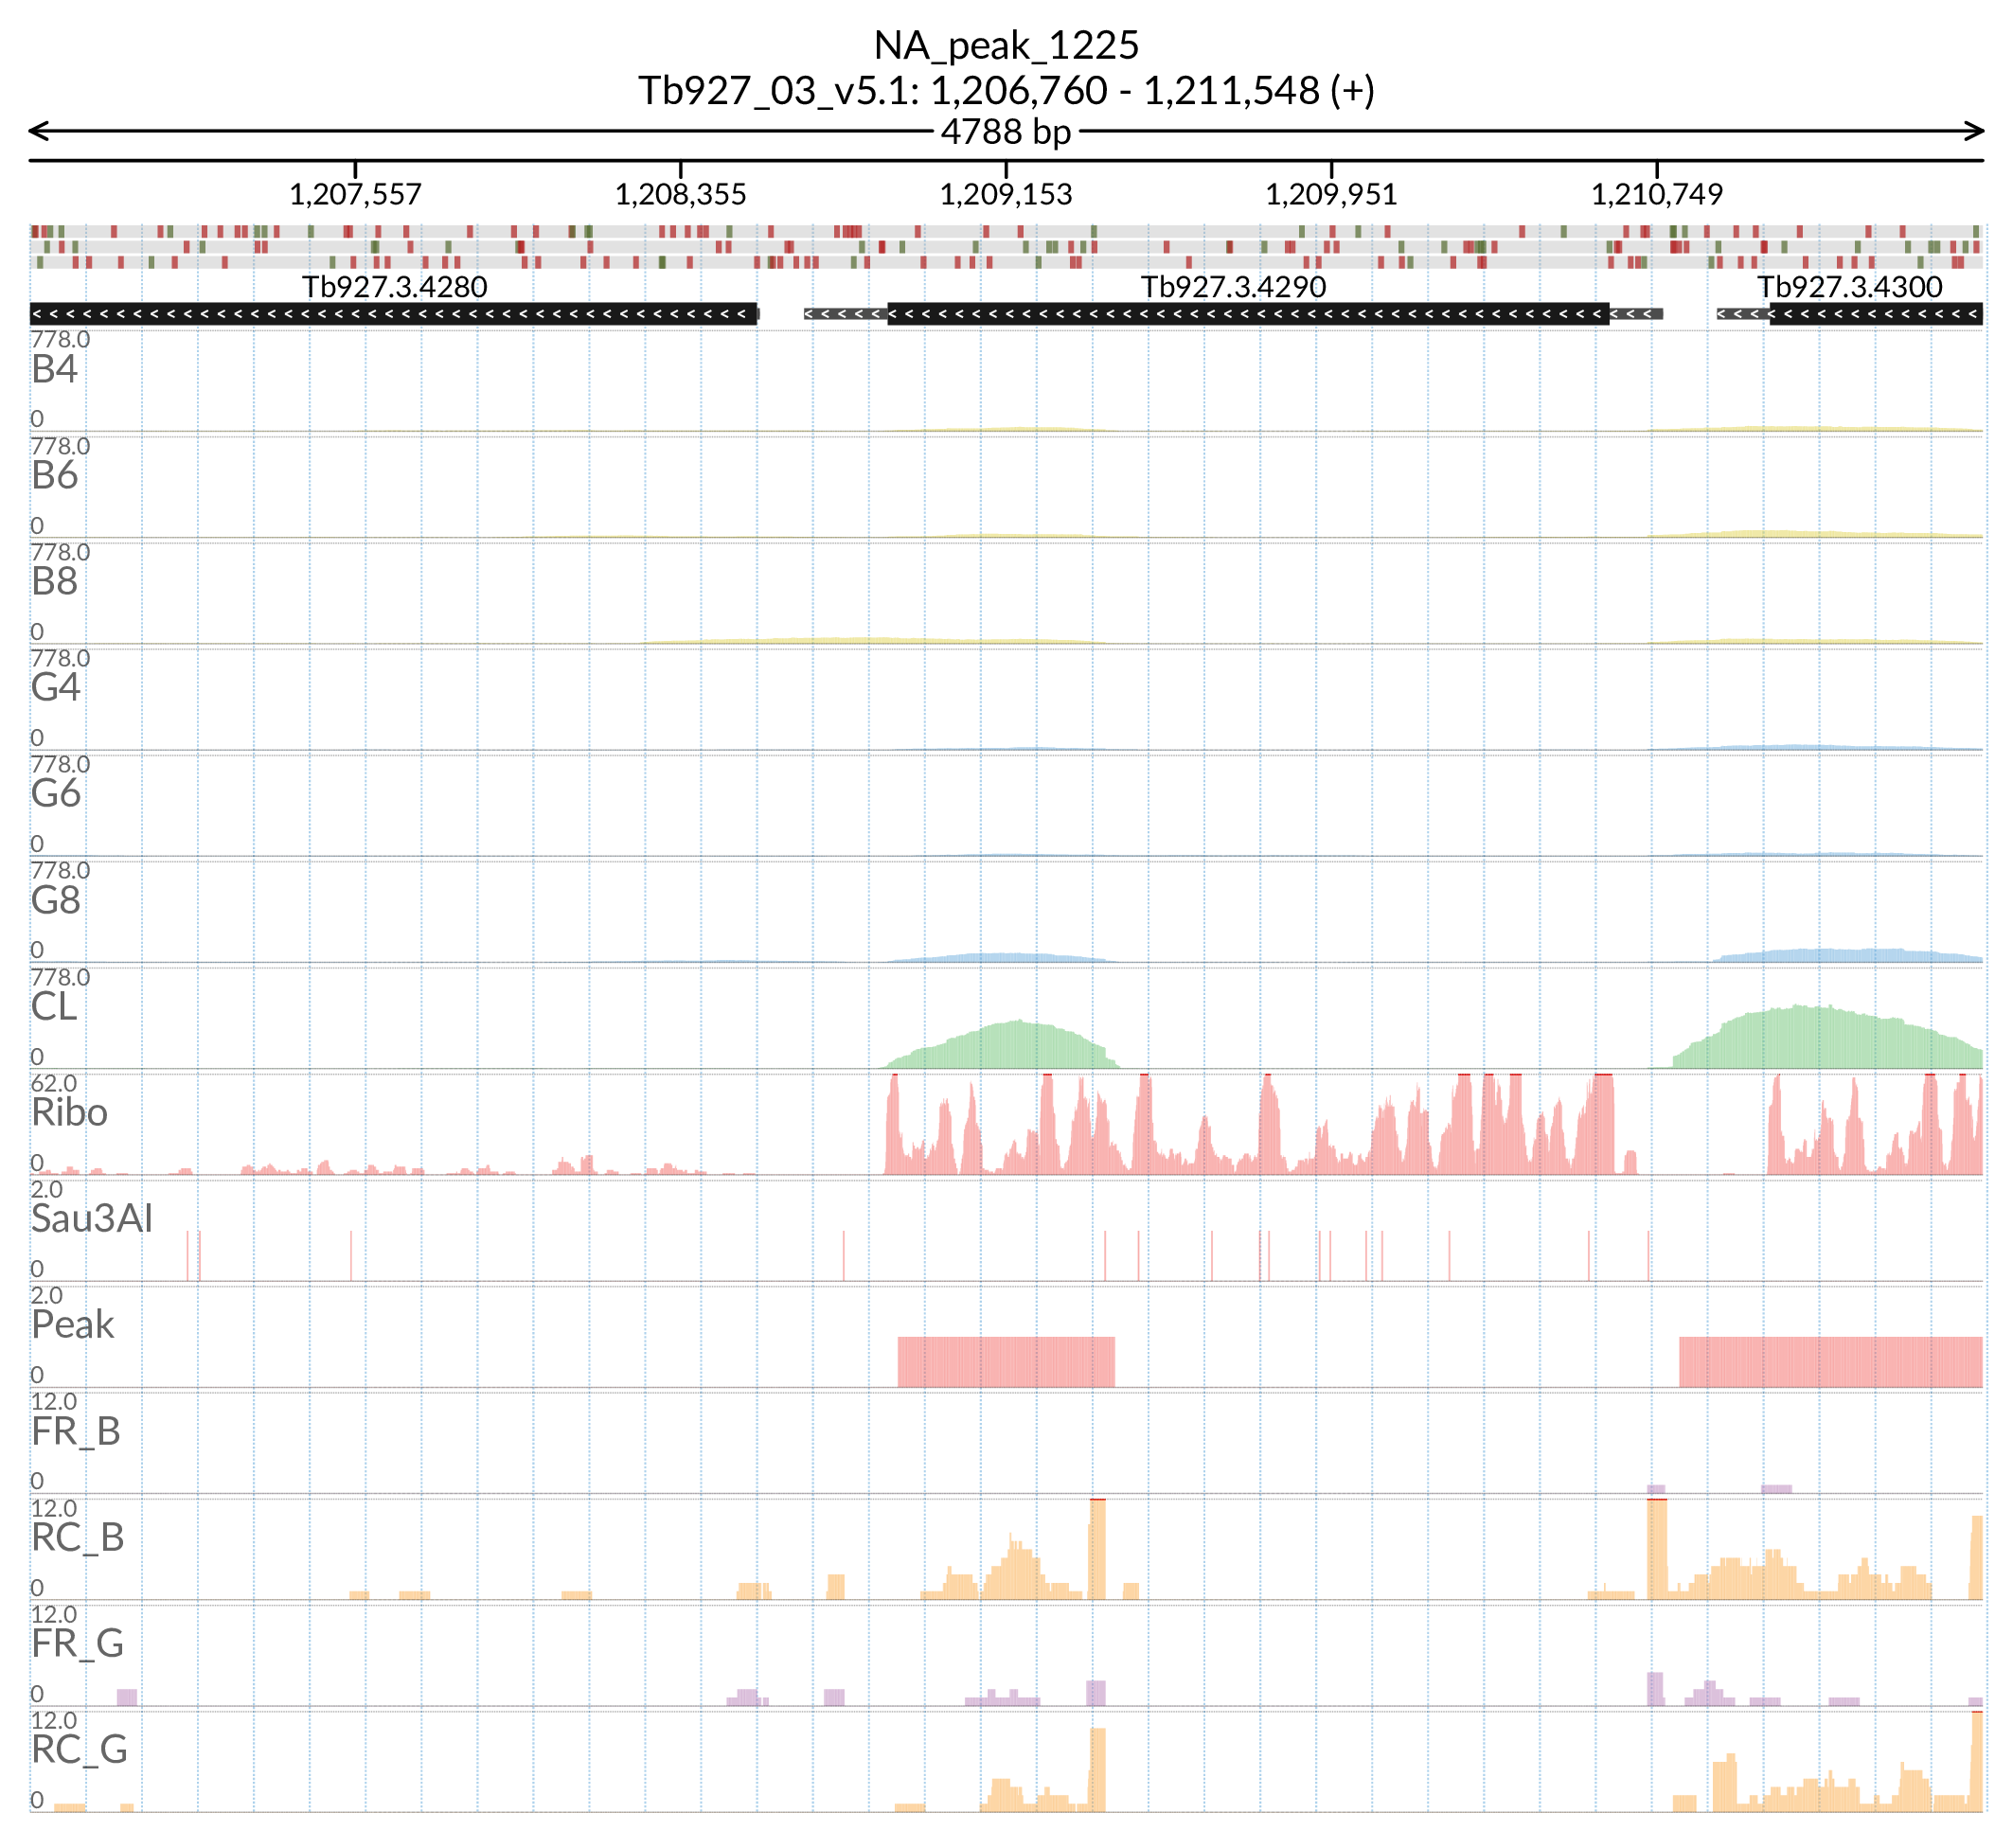 NA_peak_1225
Tb927_03_v5.1: 1,206,760 - 1,211,548 (+)
4788 bp
1,207,557 1,208,355 1,209,153 1,209,951 1,210,749
Tb927.3.4280 Tb927.3.4290 Tb927.3.4300
778.0
B4
0
778.0
B6
0
778.0
B8
0
778.0
G4
0
778.0
G6
0
778.0
G8
0
778.0
CL
0
62.0
Ribo
0
2.0
Sau3AI
0
2.0
Peak
0
12.0
FR_B
0
12.0
RC_B
0
12.0
FR_G
0
12.0
RC_G
0